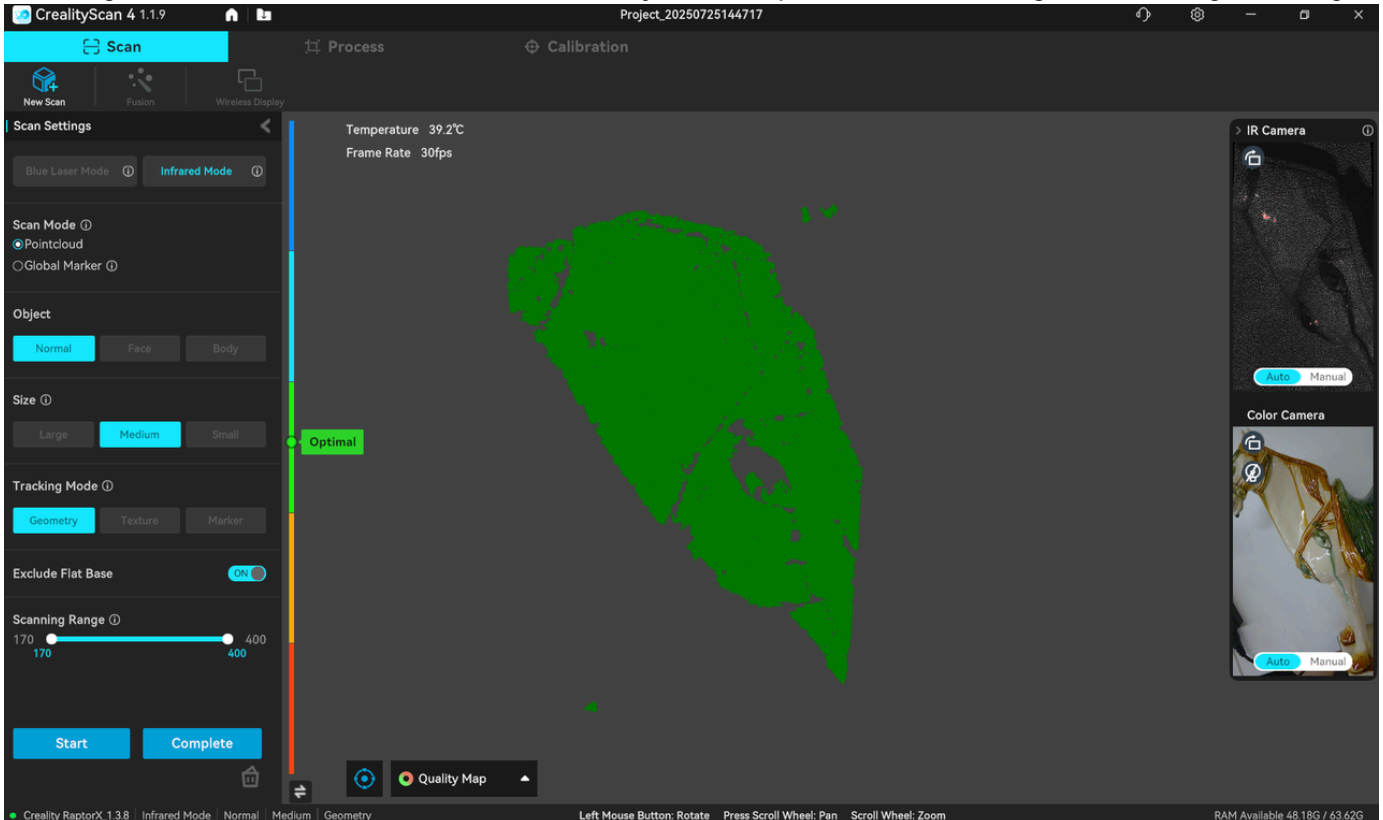 CrealityScan 4 1.1.9
Project_20250725144717
Scan
Process
Calibration
New Scan
Fusion
Wireless Display
Scan Settings
Blue Laser Mode
Infrared Mode
Scan Mode
Pointcloud
Global Marker
Object
Normal Face Body
Size
Large Medium Small
Tracking Mode
Geometry Texture Marker
Exclude Flat Base ON
Scanning Range
170 400
170 400
Start Complete
Temperature 39.2℃
Frame Rate 30fps
Optimal
Quality Map
IR Camera
Auto Manual
Color Camera
Auto Manual
Creality RaptorX 1.3.8 Infrared Mode Normal Medium Geometry
Left Mouse Button: Rotate Press Scroll Wheel: Pan Scroll Wheel: Zoom
RAM Available 48.18G / 63.62G